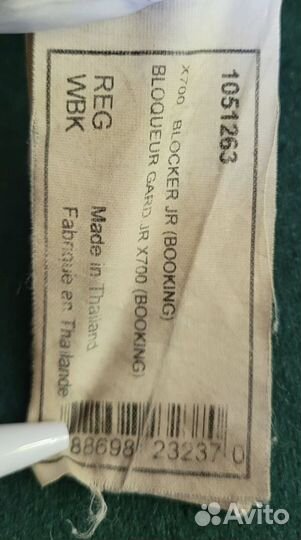 1051263
X700 BLOCKER JR (BOOKING)
BLOQUEUR GARD JR X700 (BOOKING)
REG
WBK
Made in Thailand
Fabriqué en Thaïlande
88698 23237 0
Avito